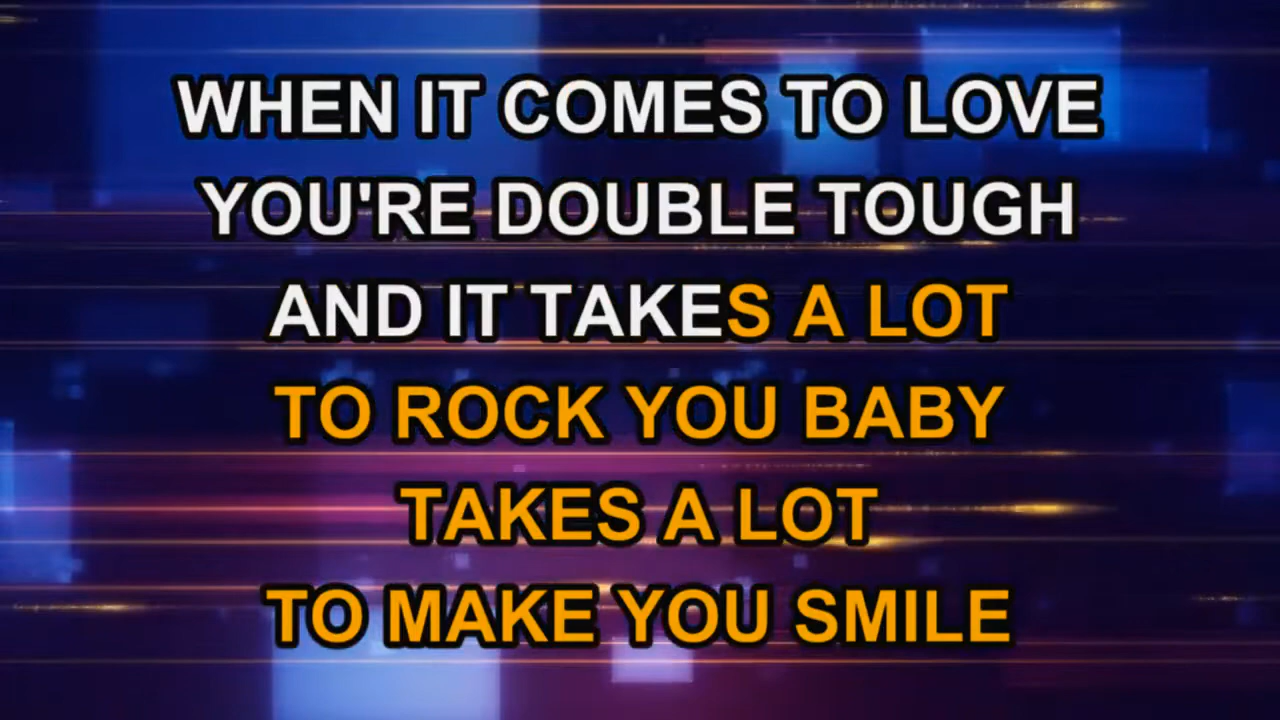 WHEN IT COMES TO LOVE
YOU'RE DOUBLE TOUGH
AND IT TAKES A LOT
TO ROCK YOU BABY
TAKES A LOT
TO MAKE YOU SMILE